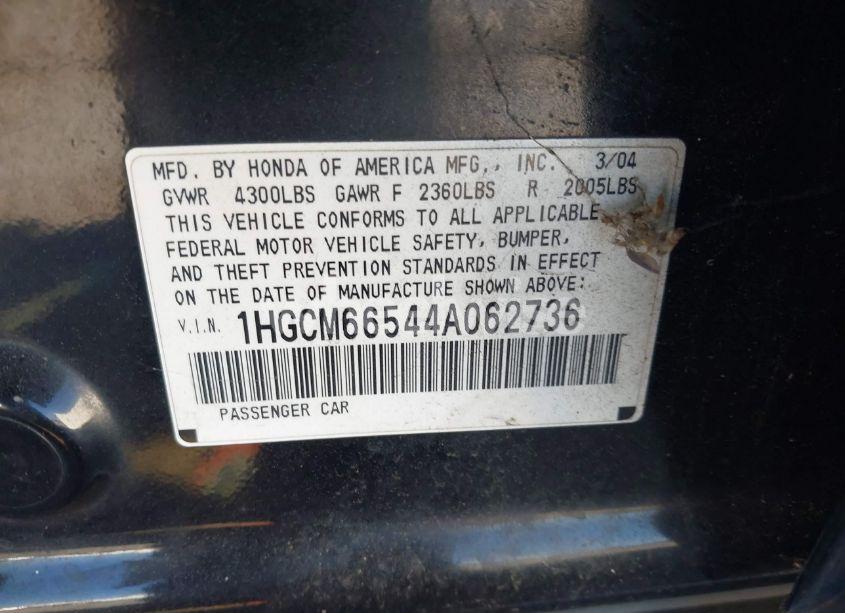 MFD. BY HONDA OF AMERICA MFG., INC. 3/04
GVWR 4300LBS GAWR F 2360LBS R 2005LBS
THIS VEHICLE CONFORMS TO ALL APPLICABLE
FEDERAL MOTOR VEHICLE SAFETY, BUMPER,
AND THEFT PREVENTION STANDARDS IN EFFECT
ON THE DATE OF MANUFACTURE SHOWN ABOVE:
V.I.N. 1HGCM66544A062736
PASSENGER CAR